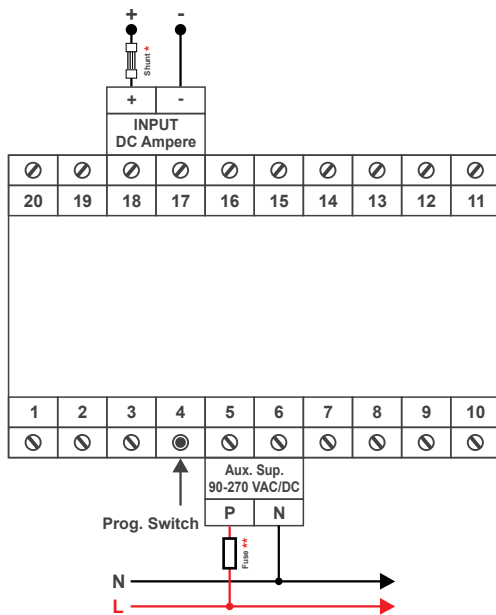 + -
Shunt *
+ -
INPUT
DC Ampere
20 19 18 17 16 15 14 13 12 11
1 2 3 4 5 6 7 8 9 10
Aux. Sup.
90-270 VAC/DC
Prog. Switch
P N
Fuse **
N
L